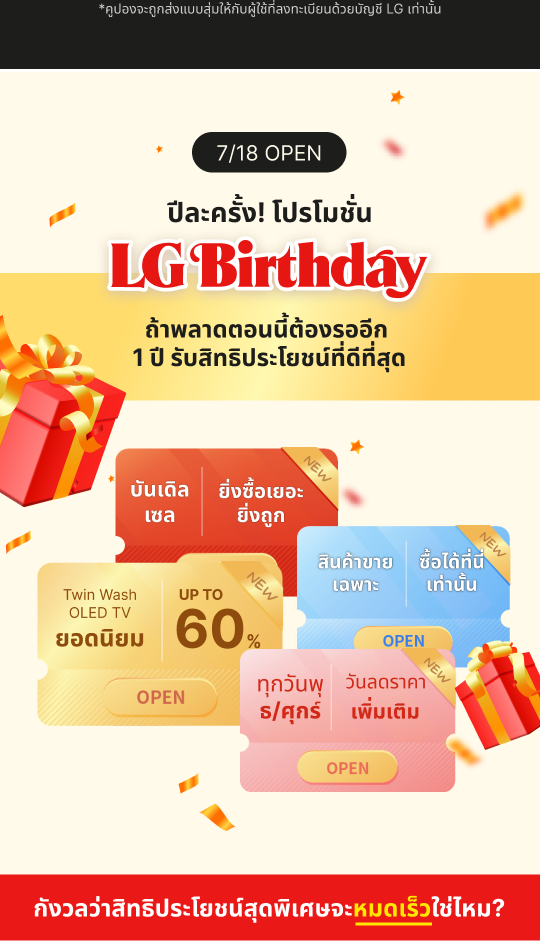 *คูปองจะถูกส่งแบบสุ่มให้กับผู้ใช้ที่ลงทะเบียนด้วยบัญชี LG เท่านั้น
7/18 OPEN
ปีละครั้ง! โปรโมชั่น
LG Birthday
ถ้าพลาดตอนนี้ต้องรออีก
1 ปี รับสิทธิประโยชน์ที่ดีที่สุด
NEW
บันเดิล
เซล
ยิ่งซื้อเยอะ
ยิ่งถูก
NEW
สินค้าขาย
เฉพาะ
ซื้อได้ที่นี่
เท่านั้น
OPEN
NEW
Twin Wash
OLED TV
ยอดนิยม
UP TO
60%
OPEN
NEW
ทุกวันพุ
ธ/ศุกร์
วันลดราคา
เพิ่มเติม
OPEN
กังวลว่าสิทธิประโยชน์สุดพิเศษจะหมดเร็วใช่ไหม?